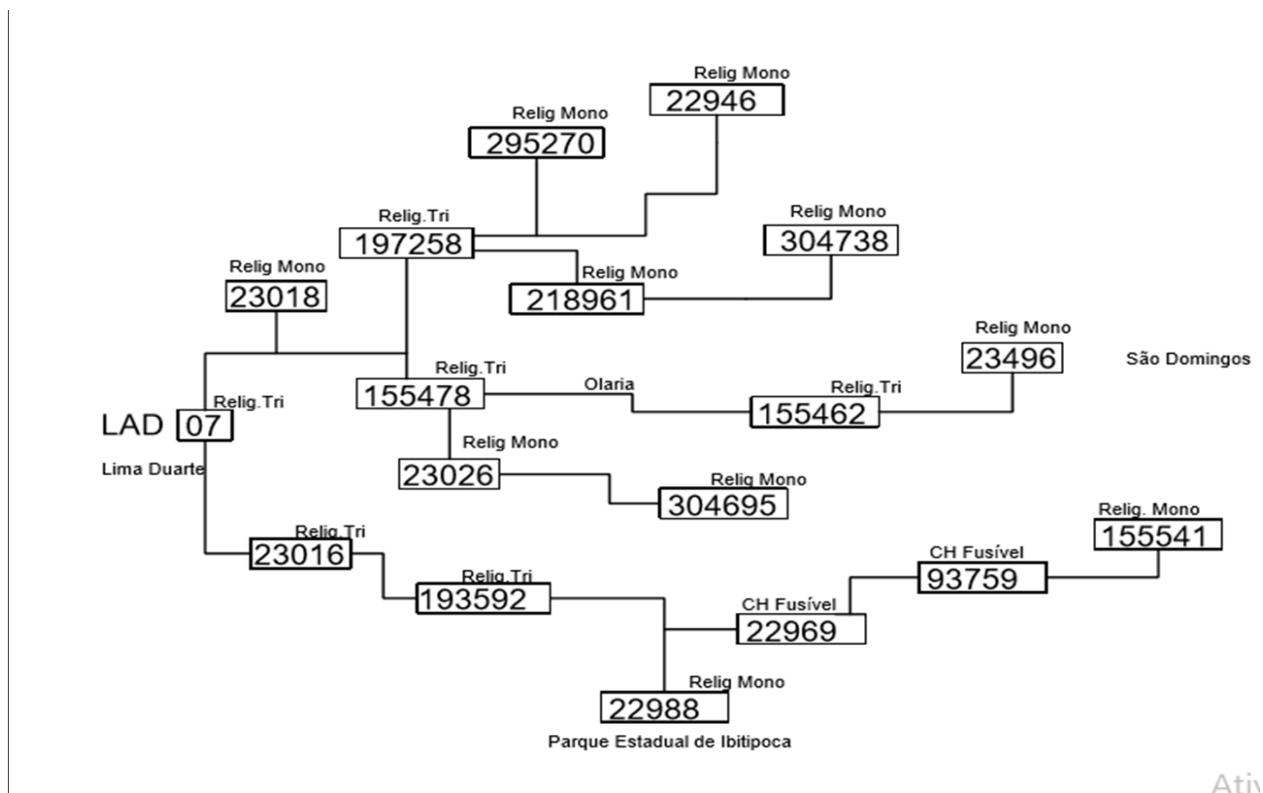 Relig Mono
22946
Relig Mono
295270
Relig.Tri
197258
Relig Mono
304738
Relig Mono
23018
Relig Mono
218961
Relig Mono
23496
São Domingos
Relig.Tri
155478
Olaria
Relig.Tri
155462
LAD
Relig.Tri
07
Lima Duarte
Relig Mono
23026
Relig Mono
304695
Relig. Mono
155541
Relig.Tri
23016
CH Fusível
93759
Relig.Tri
193592
CH Fusível
22969
Relig Mono
22988
Parque Estadual de Ibitipoca
Ativ